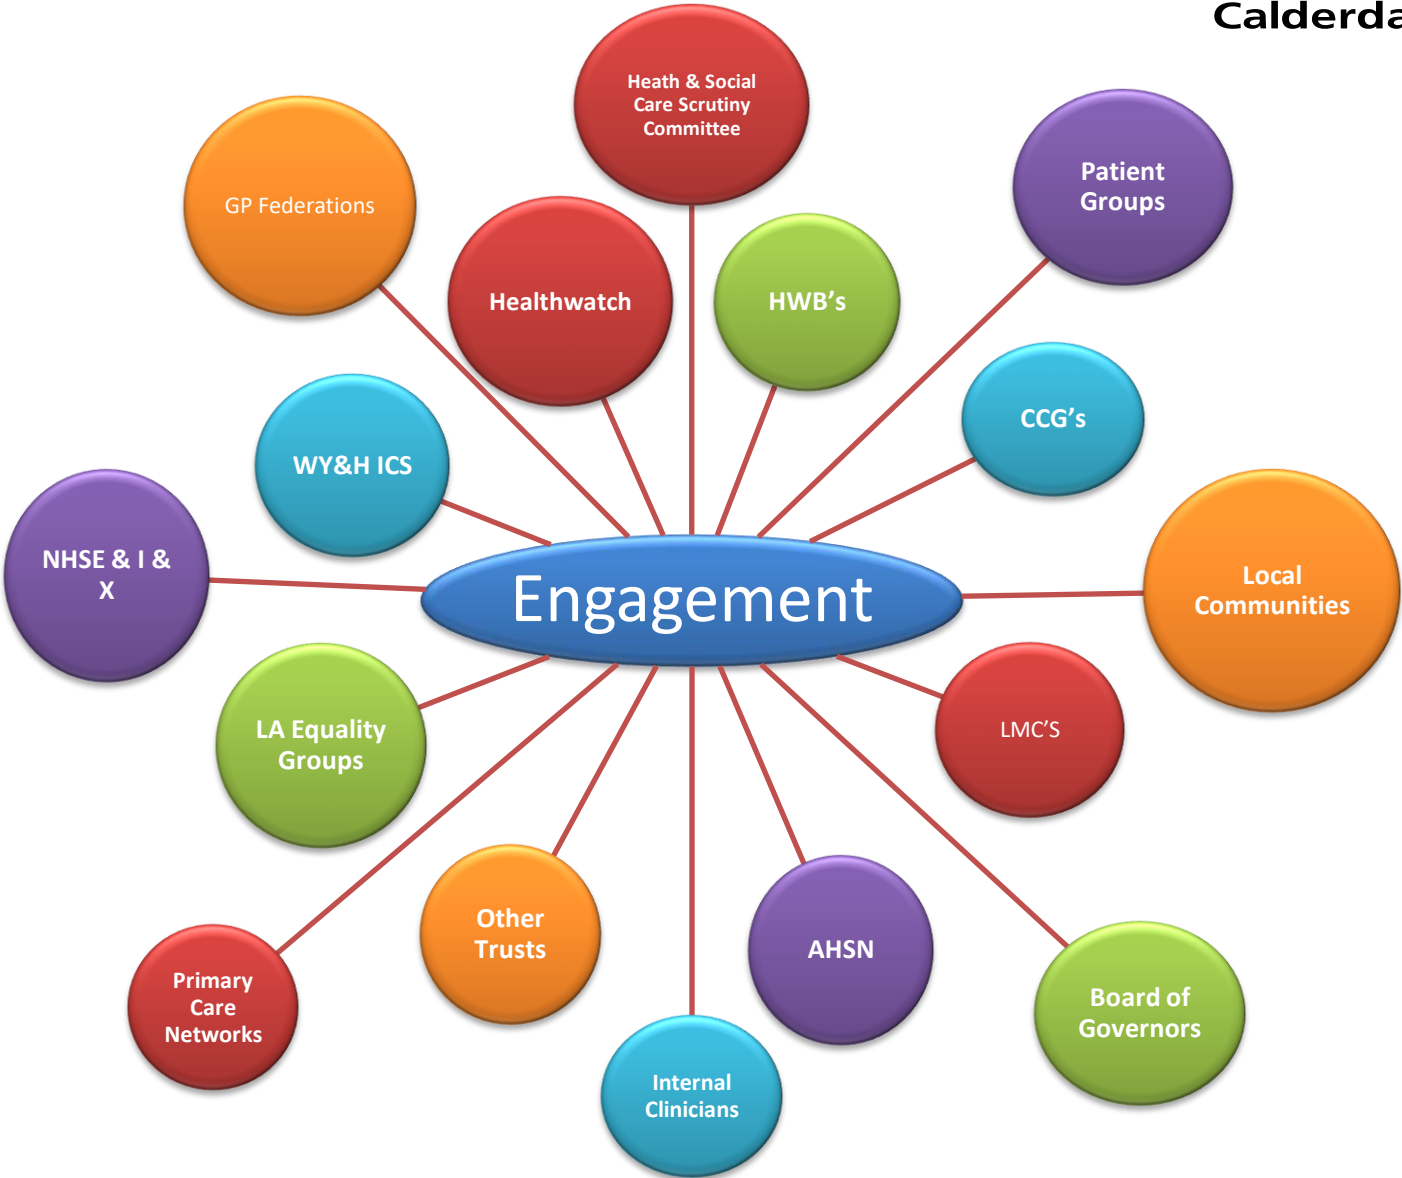 Calderda
Heath & Social
Care Scrutiny
Committee
Patient
Groups
GP Federations
Healthwatch
HWB’s
CCG’s
WY&H ICS
NHSE & I &
X
Local
Communities
Engagement
LA Equality
Groups
LMC’S
Other
Trusts
AHSN
Primary
Care
Networks
Board of
Governors
Internal
Clinicians